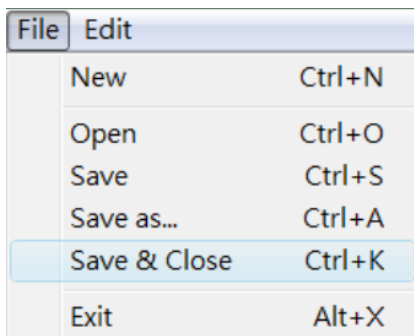 File Edit
New Ctrl+N
Open Ctrl+O
Save Ctrl+S
Save as... Ctrl+A
Save & Close Ctrl+K
Exit Alt+X